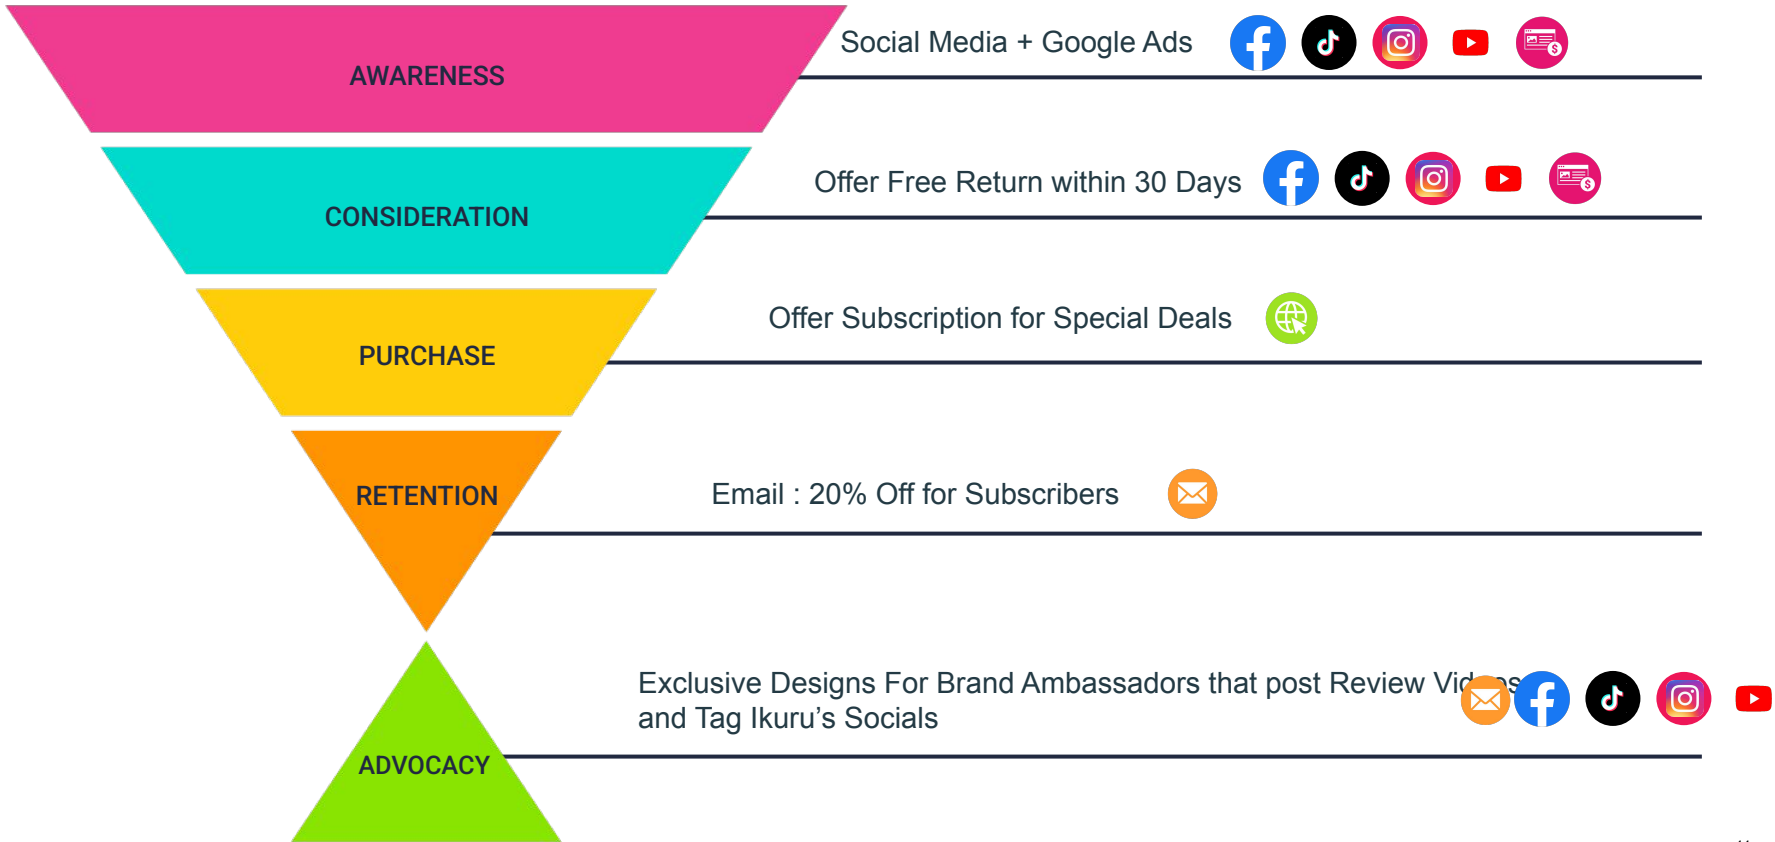 AWARENESS
Social Media + Google Ads
CONSIDERATION
Offer Free Return within 30 Days
PURCHASE
Offer Subscription for Special Deals
RETENTION
Email : 20% Off for Subscribers
ADVOCACY
Exclusive Designs For Brand Ambassadors that post Review Videos
and Tag Ikuru's Socials